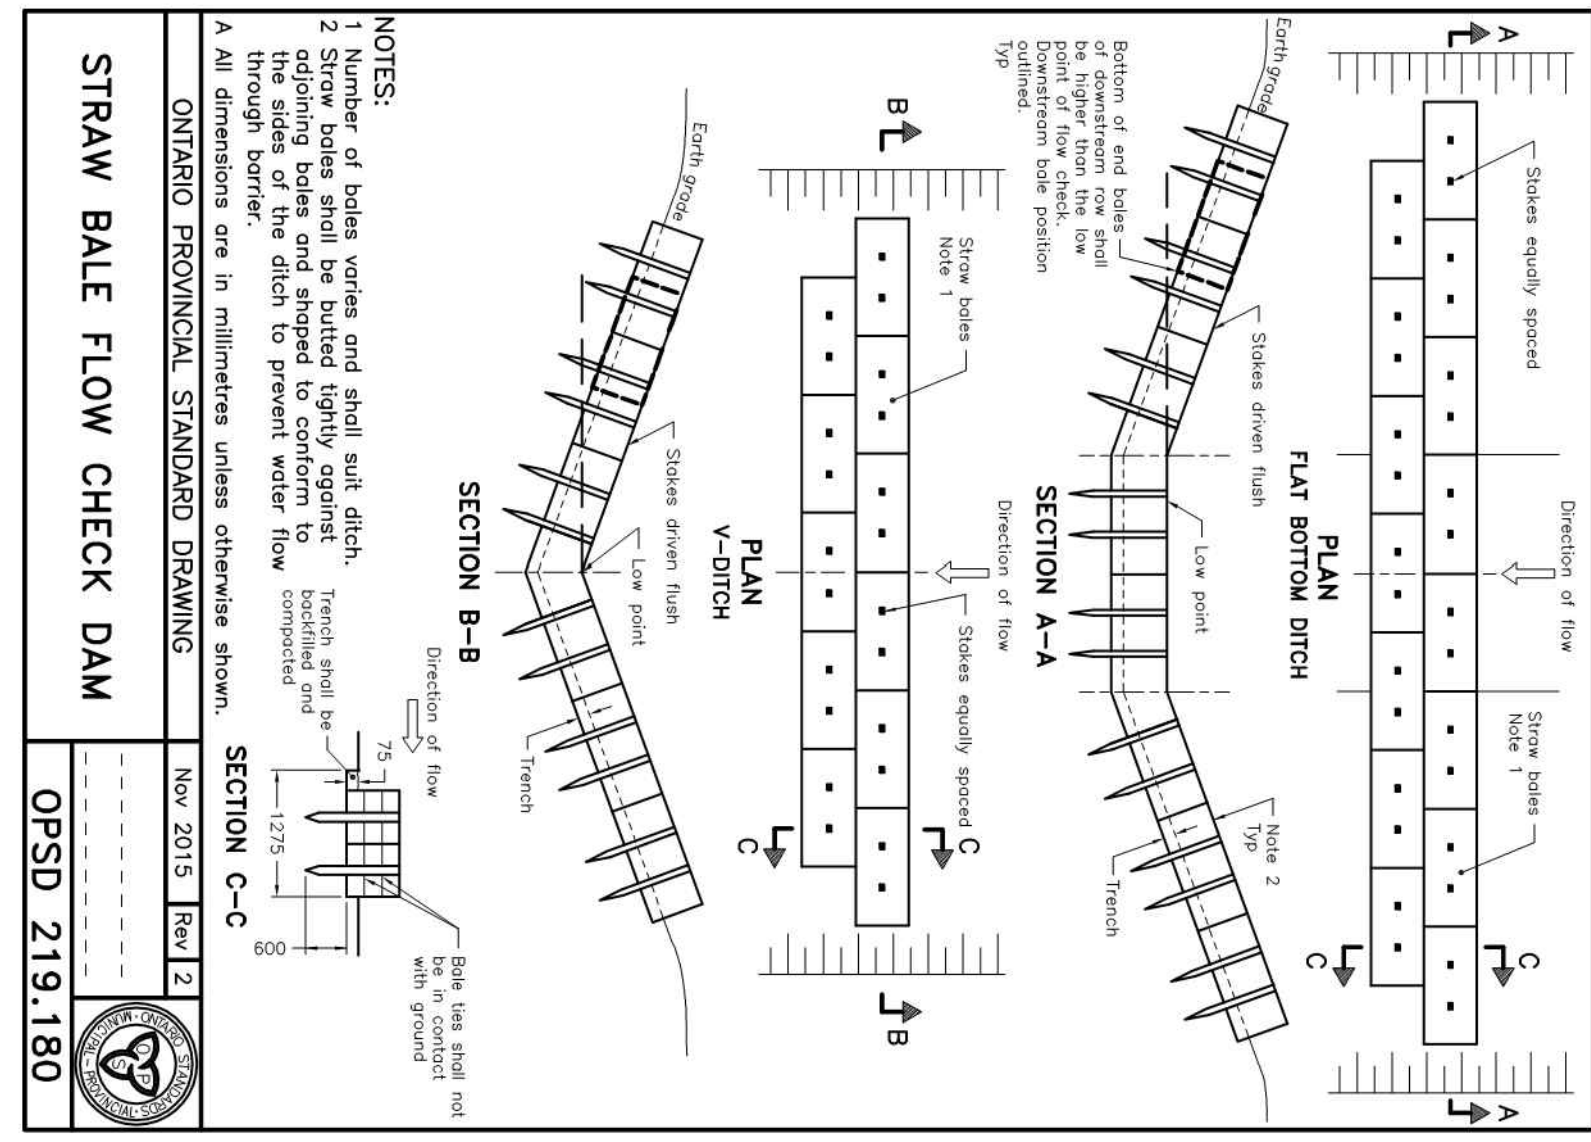 A
A
Stakes equally spaced
Direction of flow
Straw bales
Note 1
C
C
PLAN
FLAT BOTTOM DITCH
Earth grade
Bottom of end bales
of downstream row shall
be higher than the low
point of flow check.
Downstream bale position
outlined.
Typ
Stakes driven flush
Low point
Note 2
Typ
Trench
SECTION A-A
B
B
Straw bales
Note 1
Direction of flow
Stakes equally spaced
C
C
PLAN
V-DITCH
Earth grade
Stakes driven flush
Low point
Trench
SECTION B-B
Direction of flow
75
Trench shall be
backfilled and
compacted
1275
600
Bale ties shall not
be in contact
with ground
SECTION C-C
NOTES:
1 Number of bales varies and shall suit ditch.
2 Straw bales shall be butted tightly against
adjoining bales and shaped to conform to
the sides of the ditch to prevent water flow
through barrier.
A All dimensions are in millimetres unless otherwise shown.
ONTARIO PROVINCIAL STANDARD DRAWING
Nov 2015
Rev
2
STRAW BALE FLOW CHECK DAM
ONTARIO STANDARDS
MUNICIPAL - PROVINCIAL
O
P
S
OPSD 219.180